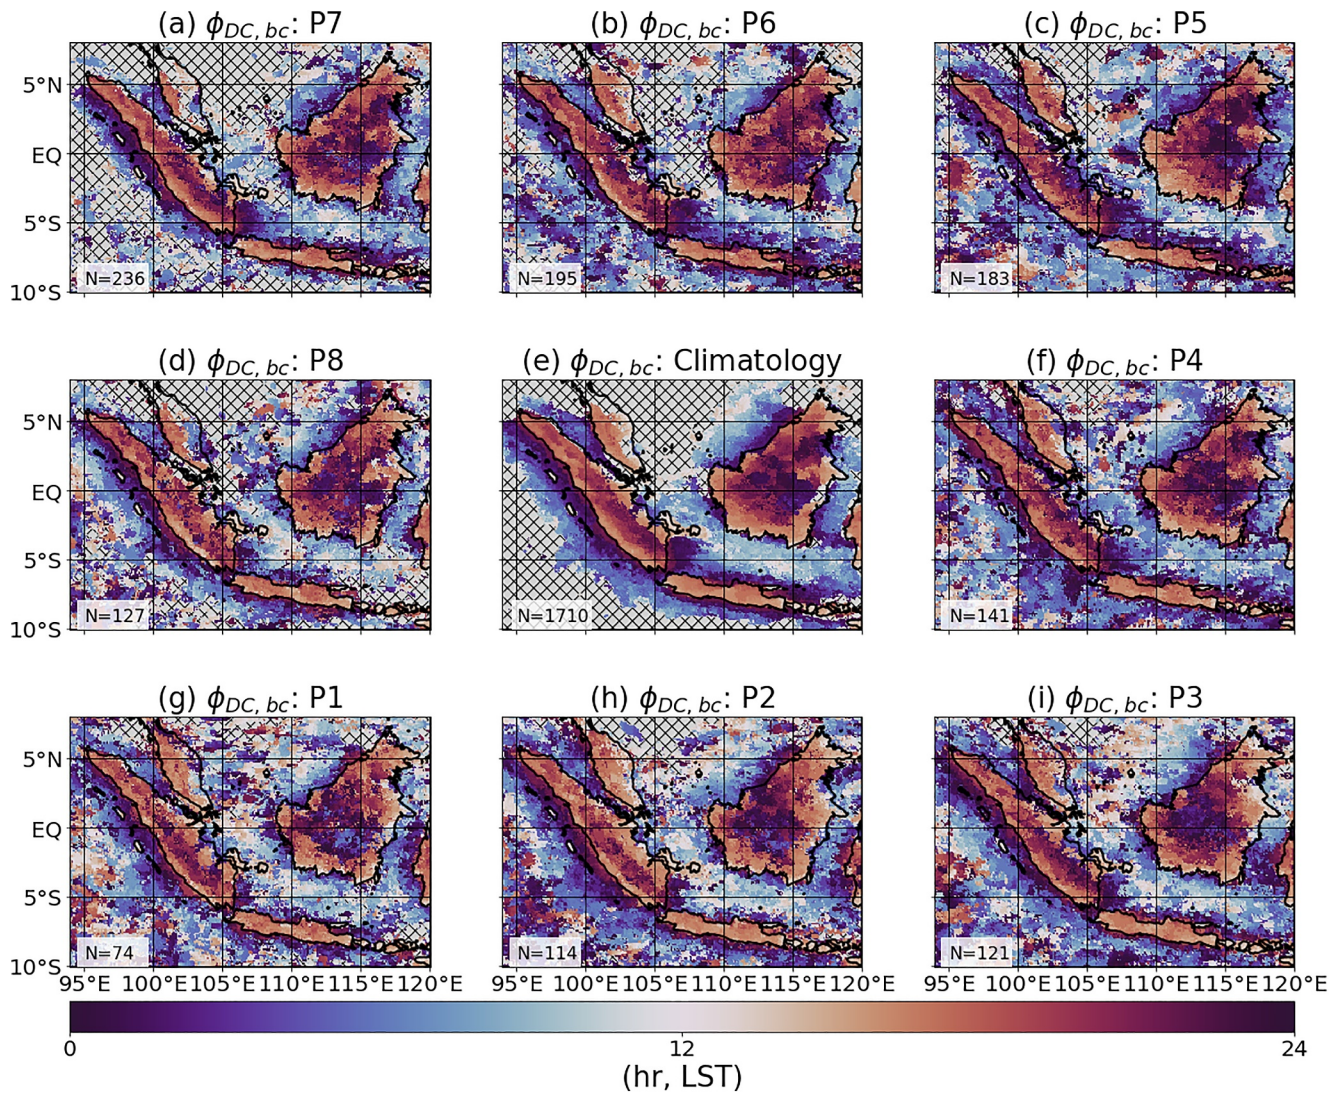 (a) ϕDC, bc: P7
(b) ϕDC, bc: P6
(c) ϕDC, bc: P5
5°N
EQ
5°S
10°S
N=236
N=195
N=183
(d) ϕDC, bc: P8
(e) ϕDC, bc: Climatology
(f) ϕDC, bc: P4
5°N
EQ
5°S
10°S
N=127
N=1710
N=141
(g) ϕDC, bc: P1
(h) ϕDC, bc: P2
(i) ϕDC, bc: P3
5°N
EQ
5°S
10°S
N=74
N=114
N=121
95°E 100°E 105°E 110°E 115°E 120°E
95°E 100°E 105°E 110°E 115°E 120°E
95°E 100°E 105°E 110°E 115°E 120°E
0 12 24
(hr, LST)